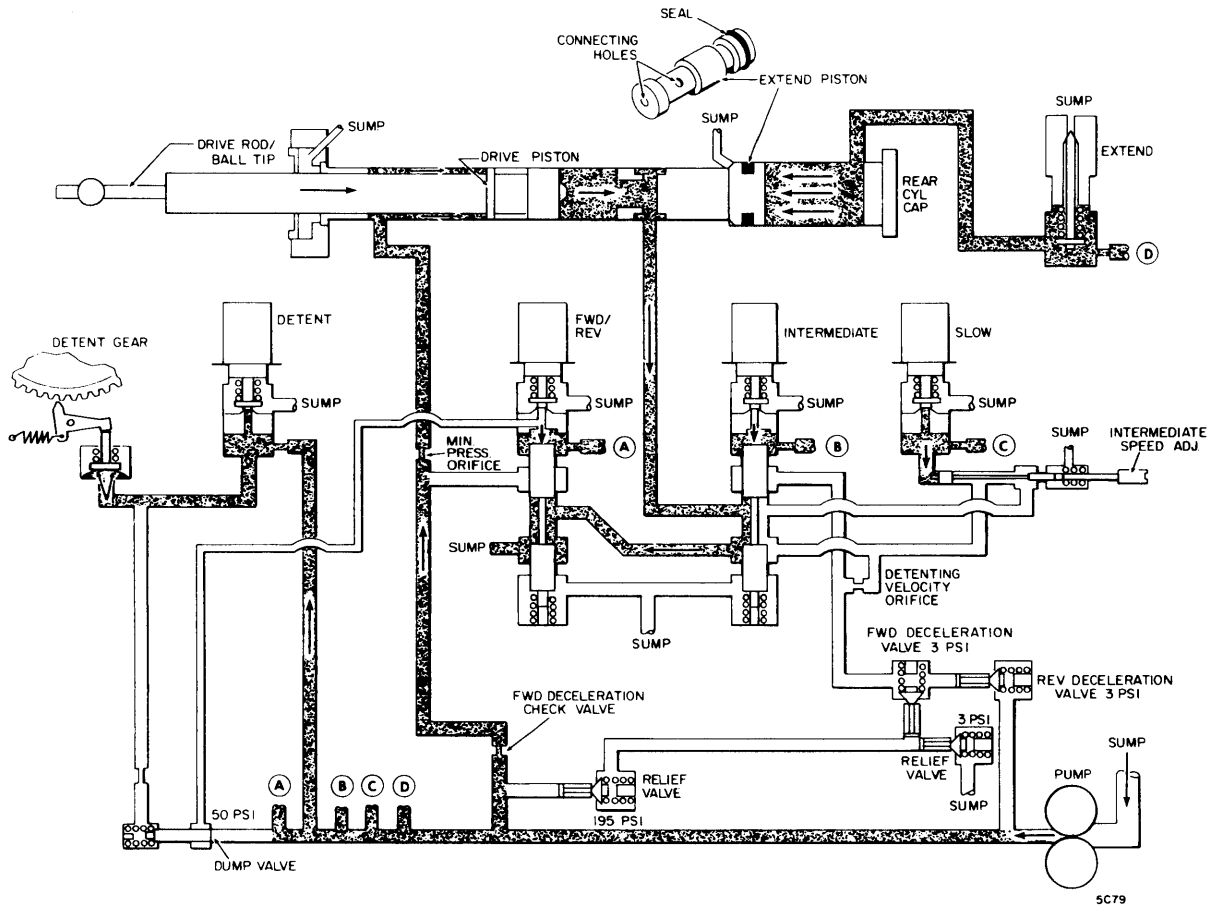 SEAL
CONNECTING
HOLES
EXTEND PISTON
SUMP
SUMP
SUMP
DRIVE ROD/
BALL TIP
DRIVE PISTON
EXTEND
REAR
CYL
CAP
D
DETENT
FWD/
REV
INTERMEDIATE
SLOW
DETENT GEAR
SUMP
SUMP
SUMP
SUMP
MIN.
PRESS.
ORIFICE
A
B
C
SUMP
INTERMEDIATE
SPEED ADJ.
SUMP
DETENTING
VELOCITY
ORIFICE
SUMP
FWD DECELERATION
VALVE 3 PSI
REV DECELERATION
VALVE 3 PSI
FWD DECELERATION
CHECK VALVE
3 PSI
SUMP
RELIEF
VALVE
RELIEF
VALVE
PUMP
A
B
C
D
SUMP
50 PSI
195 PSI
DUMP VALVE
5C79